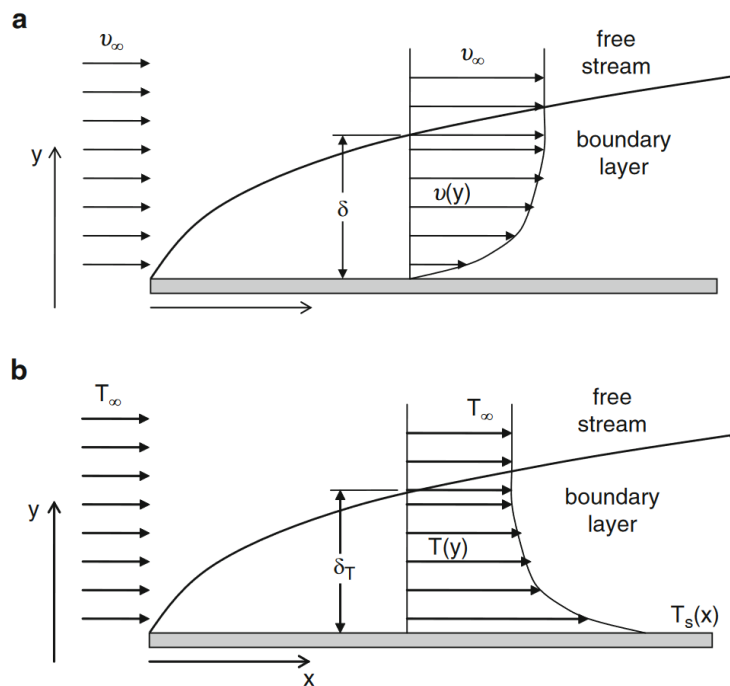 a
υ∞
υ∞
free
stream
y
boundary
layer
δ
υ(y)
b
T∞
T∞
free
stream
y
boundary
layer
T(y)
δT
Ts(x)
x